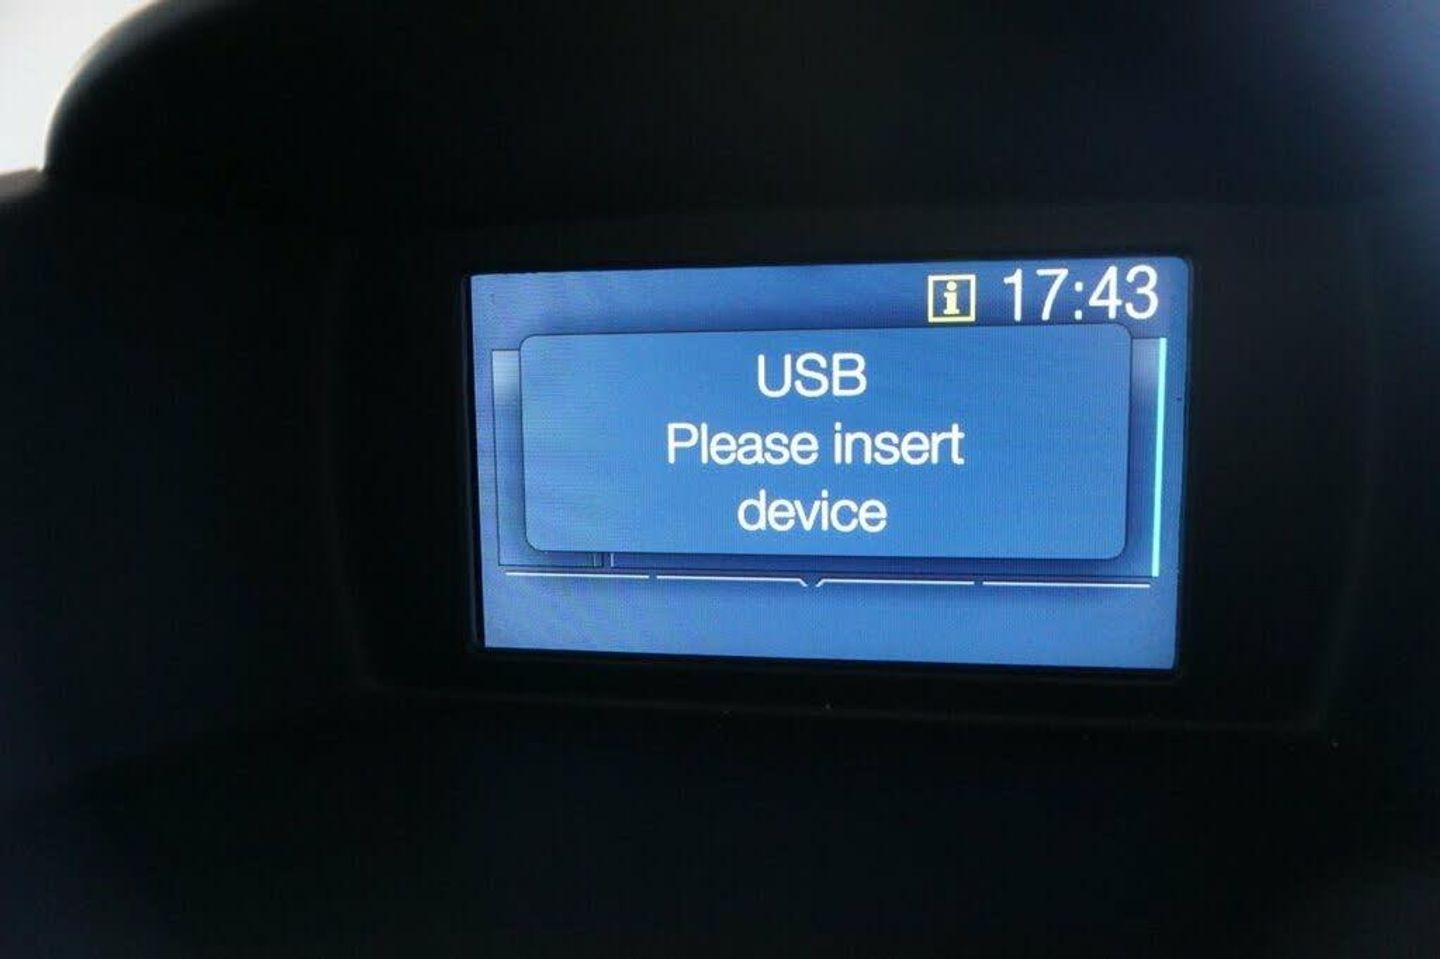 17:43
USB
Please insert
device